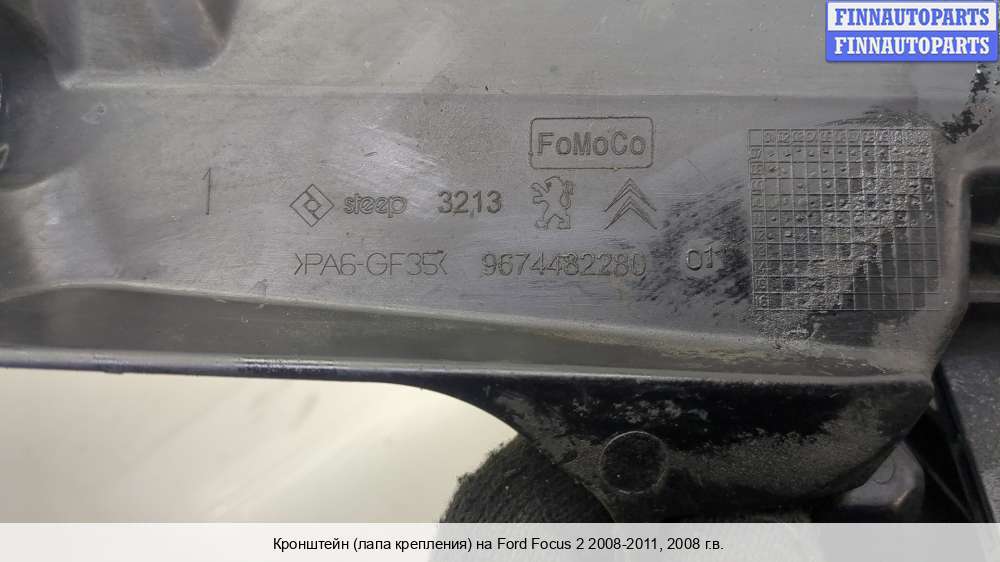 FINNAUTOPARTS
FINNAUTOPARTS
FoMoCo
1 steep 3213
>PA6-GF35< 9674482280 01
Кронштейн (лапа крепления) на Ford Focus 2 2008-2011, 2008 г.в.